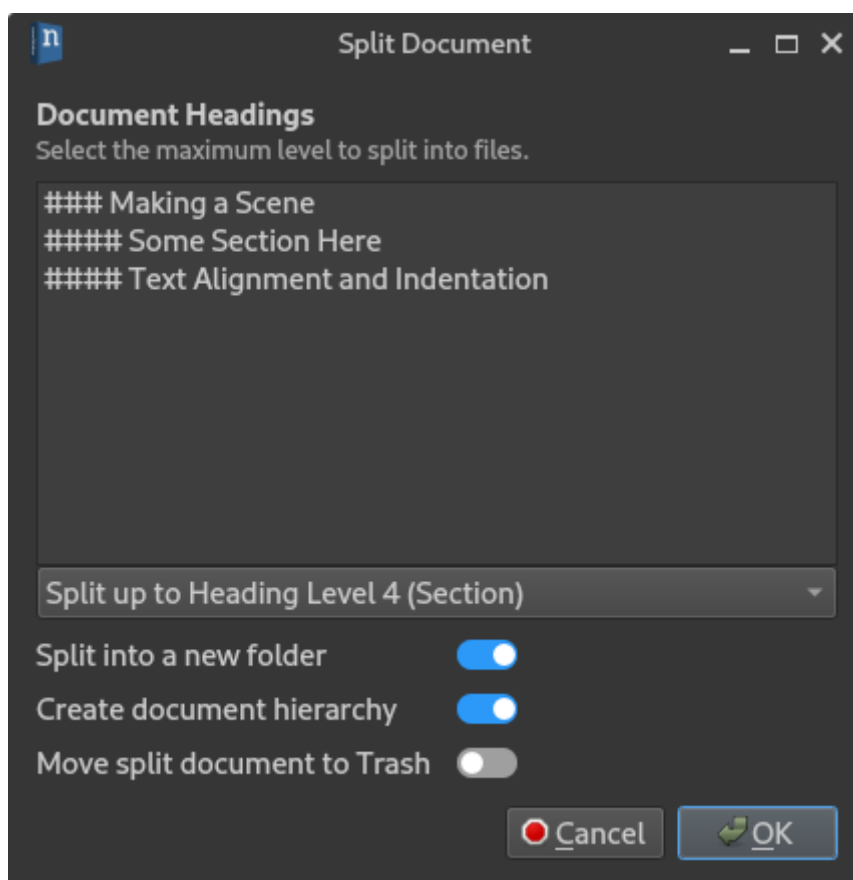 n
Split Document
Document Headings
Select the maximum level to split into files.
### Making a Scene
#### Some Section Here
#### Text Alignment and Indentation
Split up to Heading Level 4 (Section)
Split into a new folder
Create document hierarchy
Move split document to Trash
Cancel OK